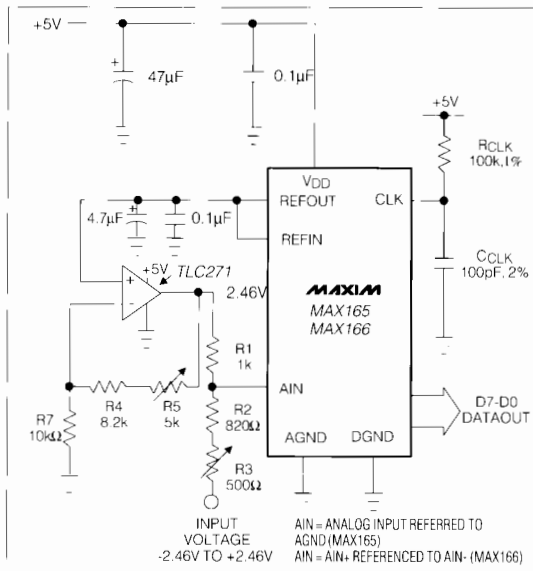 +5V
+
47µF
0.1µF
+5V
RCLK
100k,1%
VDD
REFOUT
CLK
+
4.7µF
0.1µF
REFIN
CCLK
100pF, 2%
+5V
TLC271
+
-
2.46V
MAXIM
MAX165
MAX166
R1
1k
AIN
D7-D0
DATAOUT
R4
8.2k
R5
5k
R7
10kΩ
R2
820Ω
R3
500Ω
AGND
DGND
INPUT
VOLTAGE
-2.46V TO +2.46V
AIN = ANALOG INPUT REFERRED TO
AGND (MAX165)
AIN = AIN+ REFERENCED TO AIN- (MAX166)